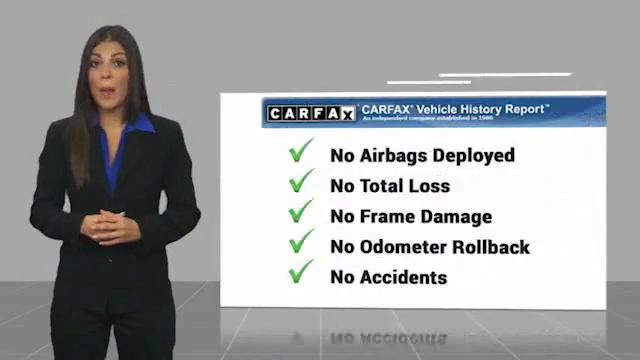 CARFAX CARFAX® Vehicle History Report™
An independent company established in 1986
No Airbags Deployed
No Total Loss
No Frame Damage
No Odometer Rollback
No Accidents